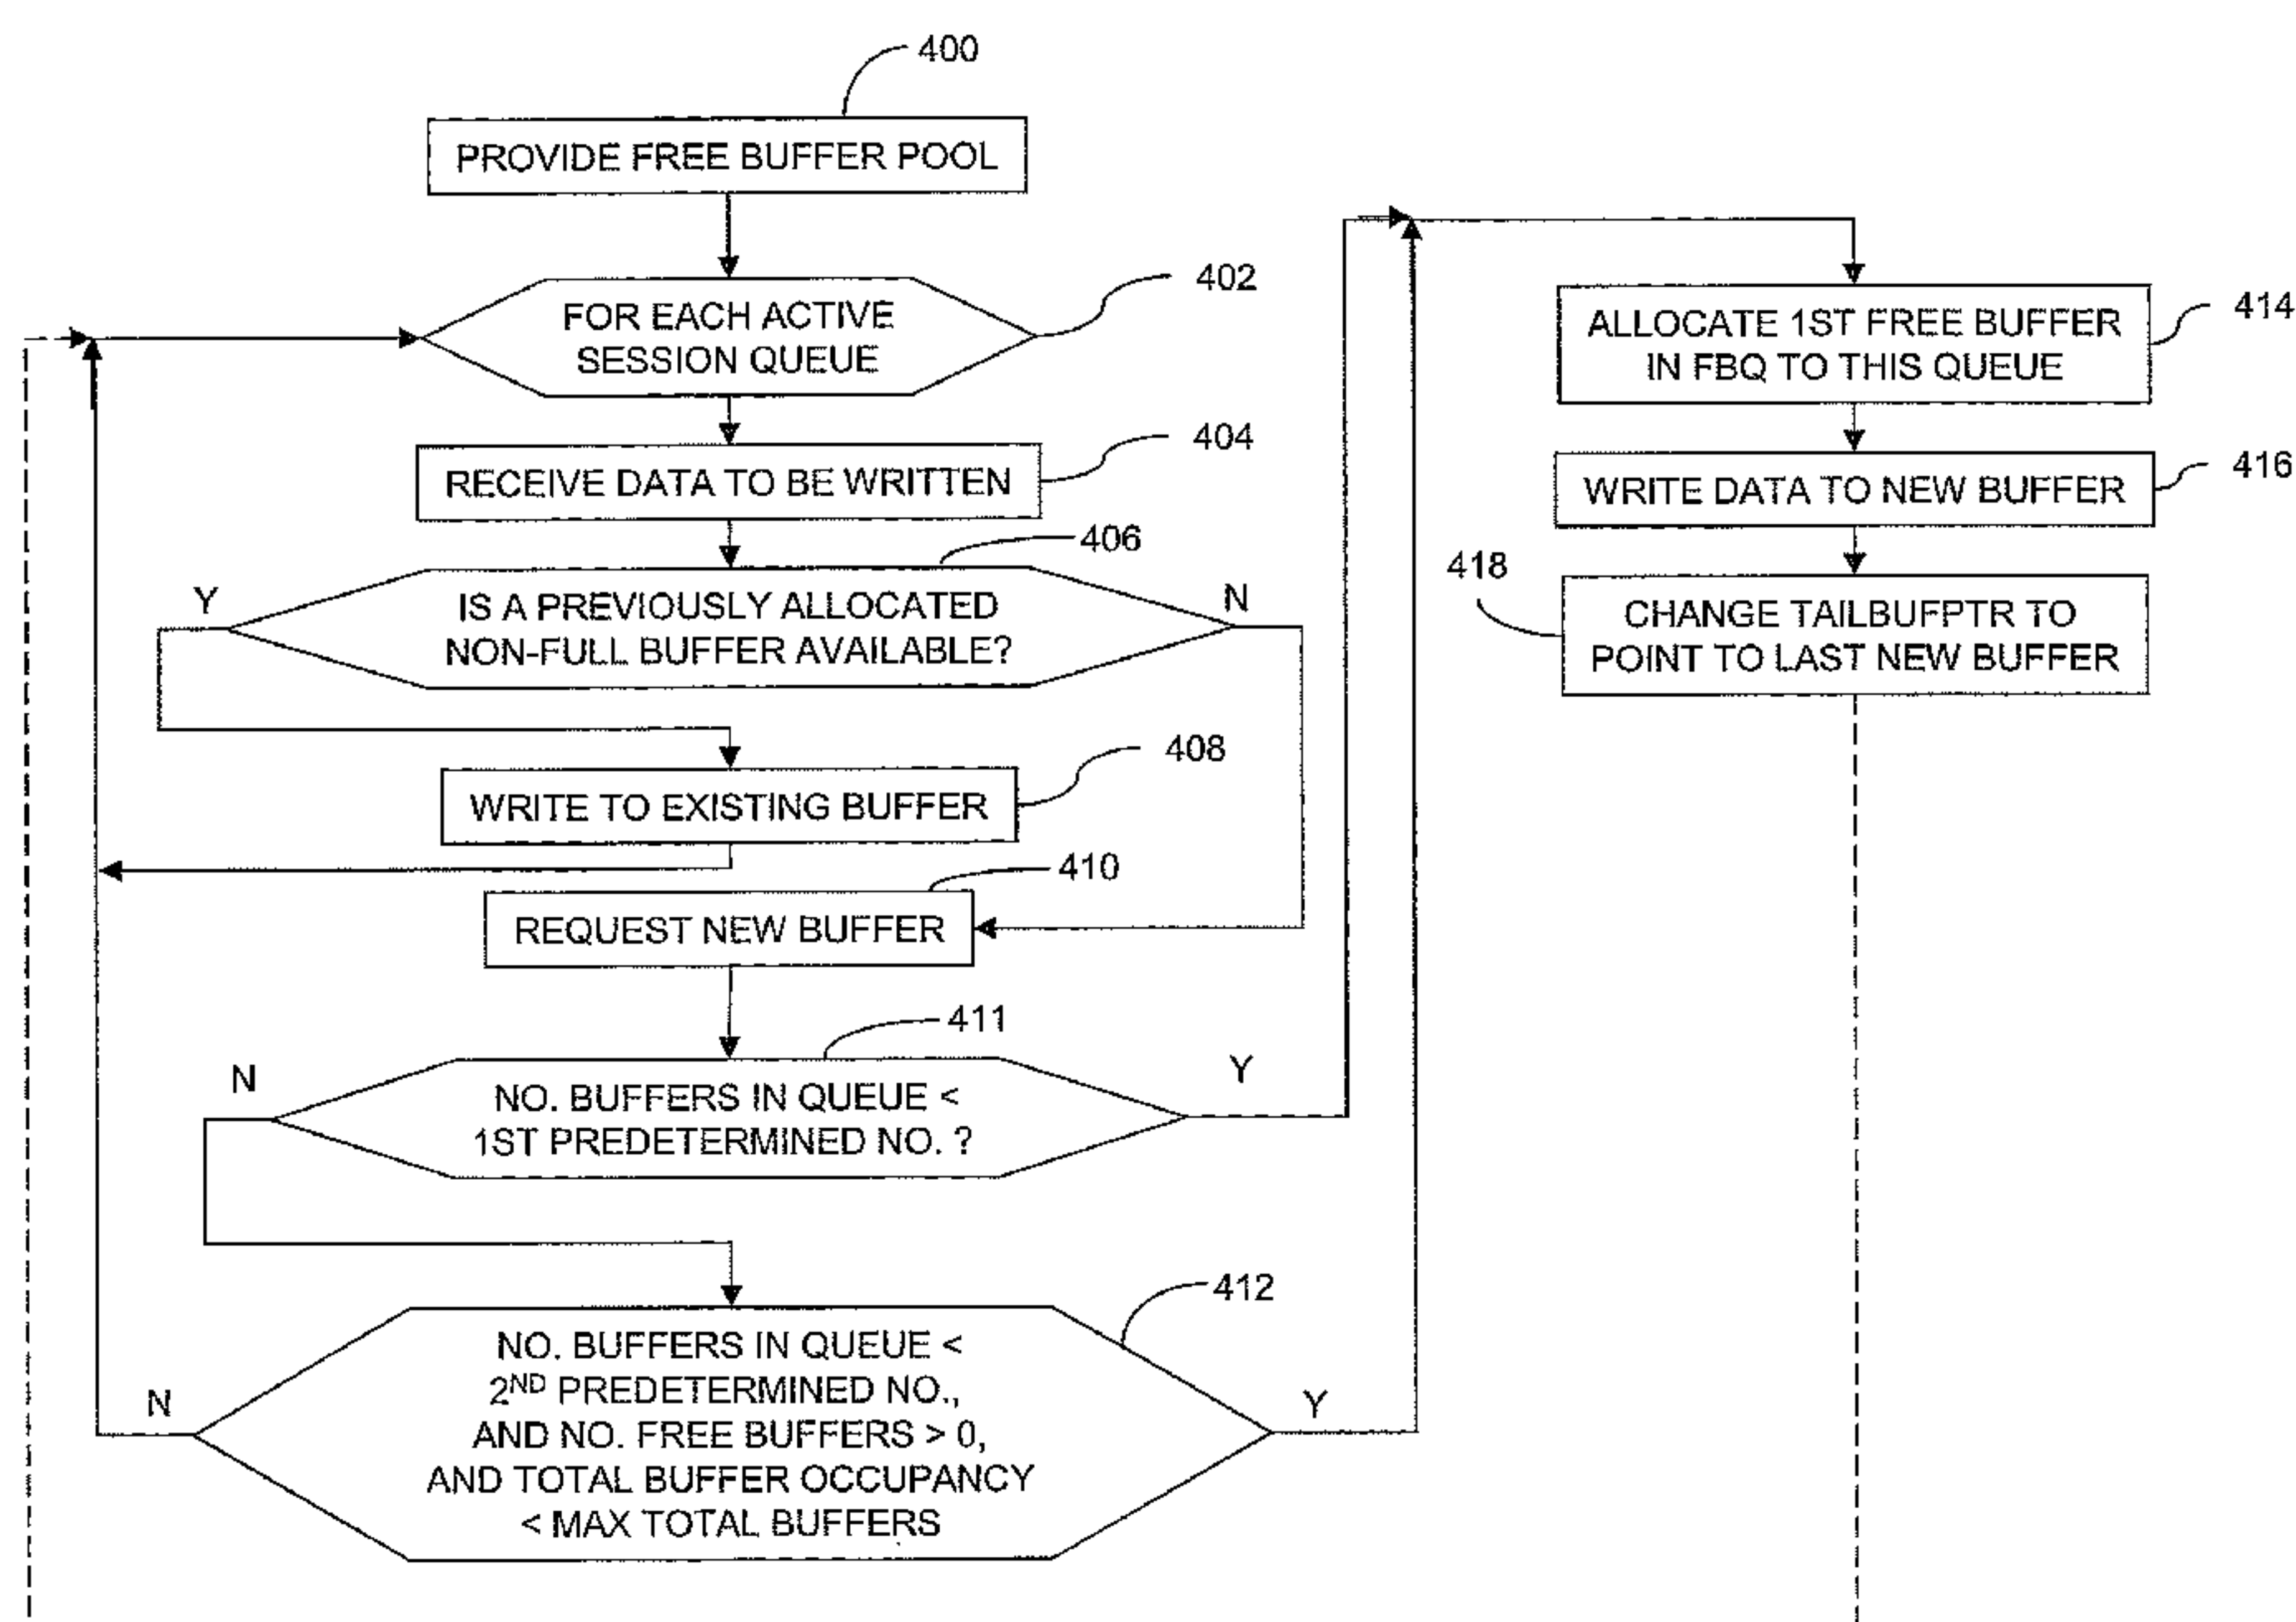 400
PROVIDE FREE BUFFER POOL
402
FOR EACH ACTIVE
SESSION QUEUE
404
RECEIVE DATA TO BE WRITTEN
406
Y
N
IS A PREVIOUSLY ALLOCATED
NON-FULL BUFFER AVAILABLE?
408
WRITE TO EXISTING BUFFER
410
REQUEST NEW BUFFER
411
N
Y
NO. BUFFERS IN QUEUE <
1ST PREDETERMINED NO. ?
412
N
Y
NO. BUFFERS IN QUEUE <
2ND PREDETERMINED NO.,
AND NO. FREE BUFFERS > 0,
AND TOTAL BUFFER OCCUPANCY
< MAX TOTAL BUFFERS
414
ALLOCATE 1ST FREE BUFFER
IN FBQ TO THIS QUEUE
416
WRITE DATA TO NEW BUFFER
418
CHANGE TAILBUFPTR TO
POINT TO LAST NEW BUFFER